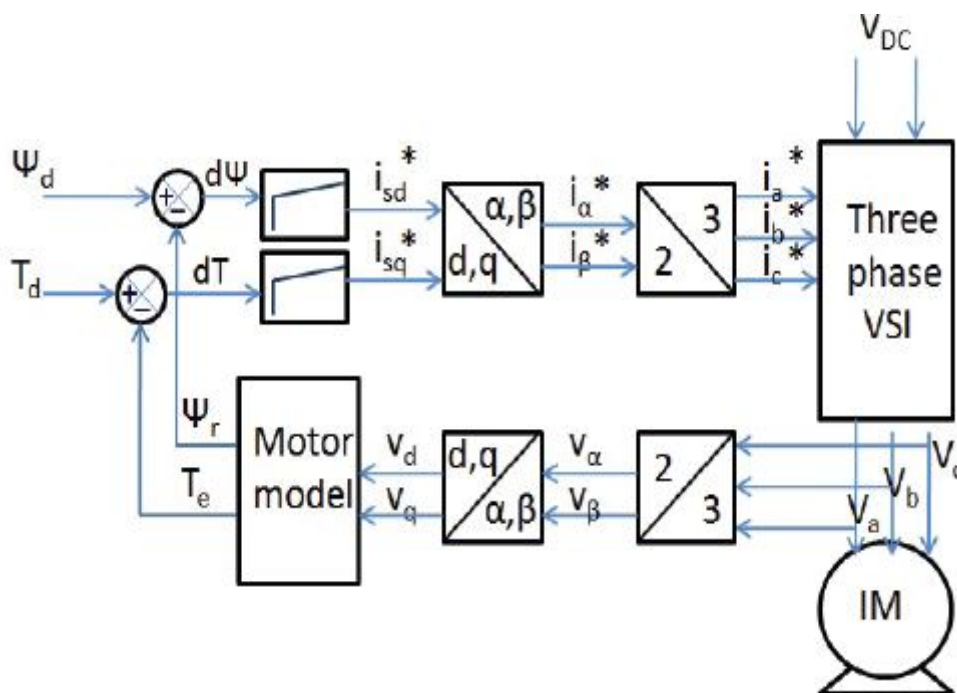 V_DC
Ψ_d
+
−
dΨ
i_sd*
α,β
d,q
i_α*
i_β*
3
2
i_a*
i_b*
i_c*
Three
phase
VSI
T_d
+
−
dT
i_sq*
Ψ_r
T_e
Motor
model
v_d
v_q
d,q
α,β
v_α
v_β
2
3
V_a
V_b
IM